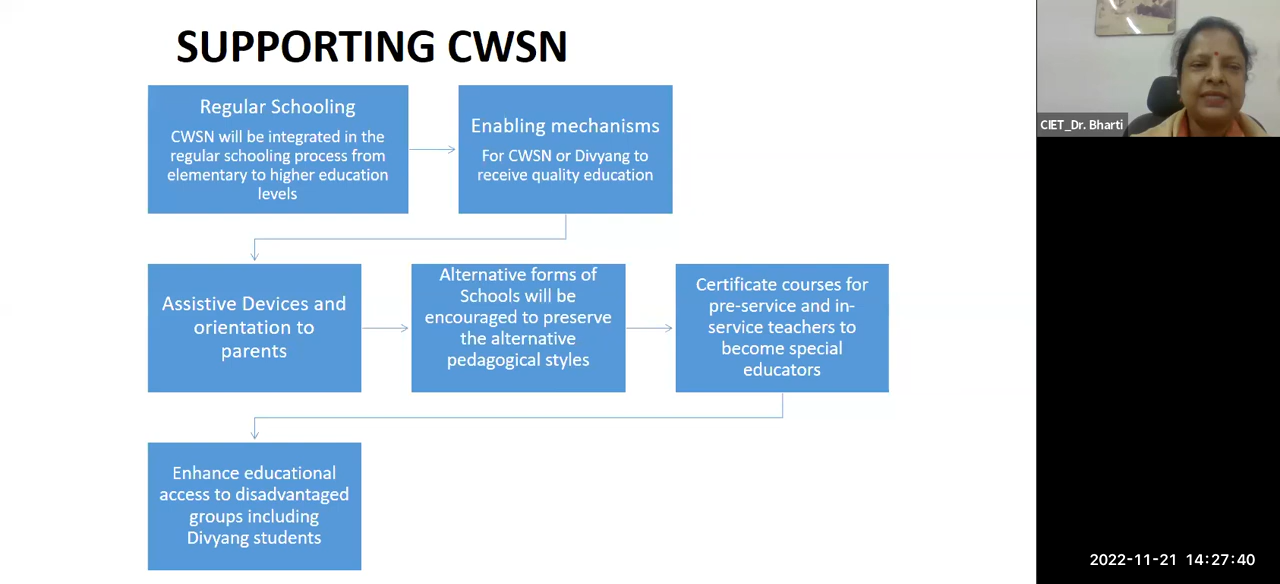 SUPPORTING CWSN
Regular Schooling
CWSN will be integrated in the
regular schooling process from
elementary to higher education
levels
Enabling mechanisms
For CWSN or Divyang to
receive quality education
Assistive Devices and
orientation to
parents
Alternative forms of
Schools will be
encouraged to preserve
the alternative
pedagogical styles
Certificate courses for
pre-service and in-
service teachers to
become special
educators
Enhance educational
access to disadvantaged
groups including
Divyang students
CIET_Dr. Bharti
2022-11-21 14:27:40